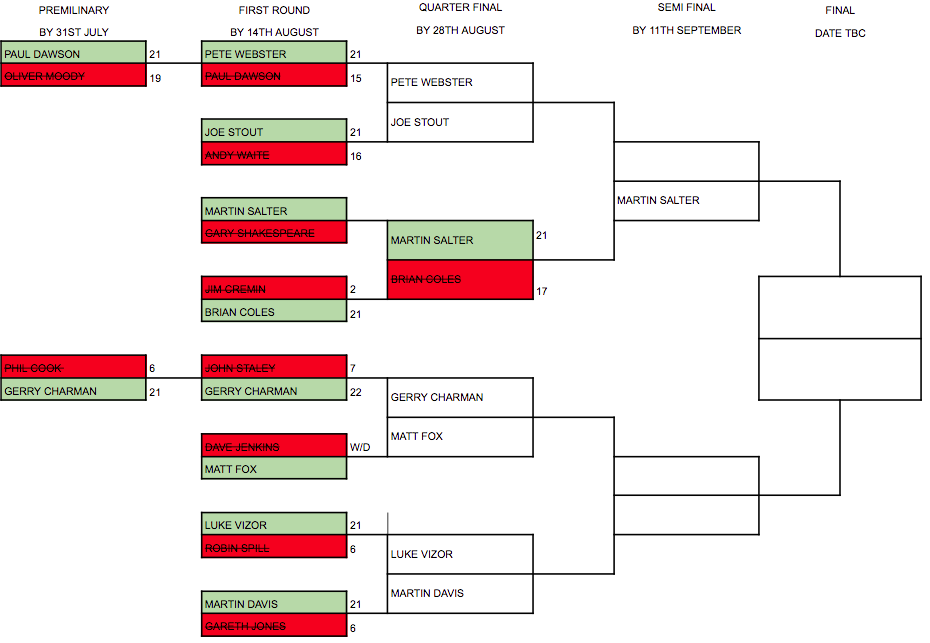 PREMILINARY
BY 31ST JULY
FIRST ROUND
BY 14TH AUGUST
QUARTER FINAL
BY 28TH AUGUST
SEMI FINAL
BY 11TH SEPTEMBER
FINAL
DATE TBC
PAUL DAWSON 21
OLIVER MOODY 19
PETE WEBSTER 21
PAUL DAWSON 15
PETE WEBSTER
JOE STOUT
JOE STOUT 21
ANDY WAITE 16
MARTIN SALTER
MARTIN SALTER
CARY SHAKESPEARE
MARTIN SALTER 21
BRIAN COLES 17
JIM CREMIN 2
BRIAN COLES 21
PHIL COOK 6
GERRY CHARMAN 21
JOHN STALEY 7
GERRY CHARMAN 22
GERRY CHARMAN
MATT FOX
DAVE JENKINS W/D
MATT FOX
LUKE VIZOR 21
ROBIN SPILL 6
LUKE VIZOR
MARTIN DAVIS
MARTIN DAVIS 21
GARETH JONES 6